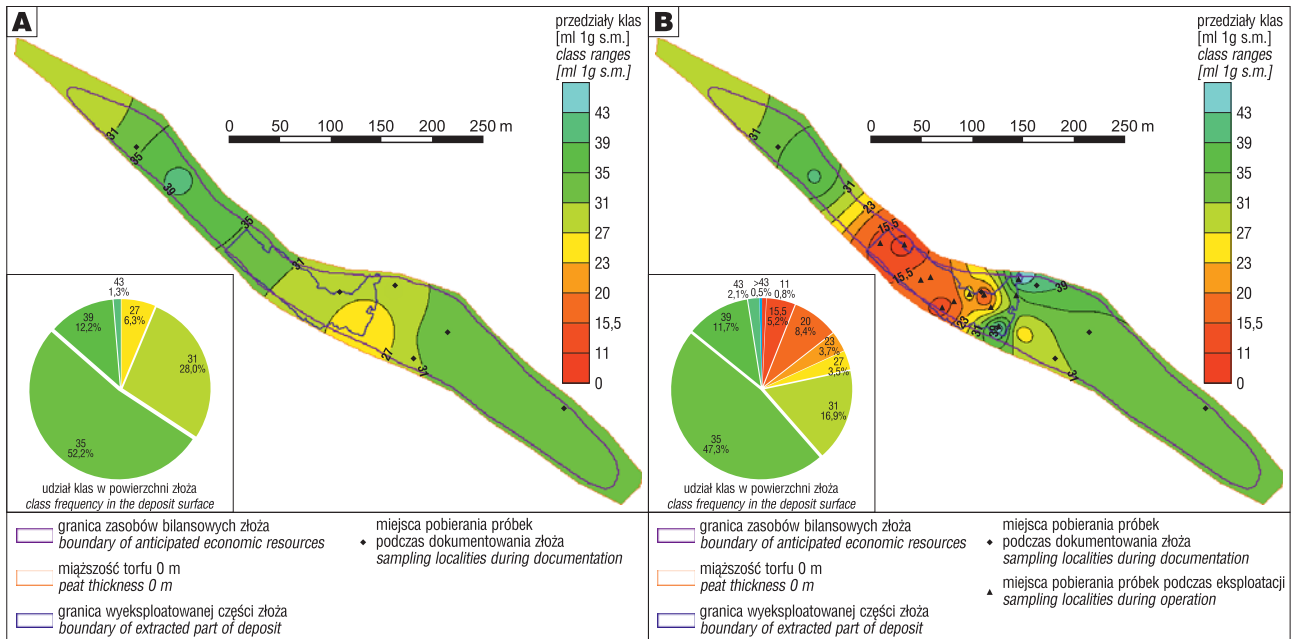 A
przedziały klas
[ml 1g s.m.]
class ranges
[ml 1g s.m.]
43
39
35
31
27
23
20
15,5
11
0
0 50 100 150 200 250 m
31
35
39
35
31
27
31
43
1,3%
27
6,3%
39
12,2%
31
28,0%
35
52,2%
udział klas w powierzchni złoża
class frequency in the deposit surface
granica zasobów bilansowych złoża
boundary of anticipated economic resources
miąższość torfu 0 m
peat thickness 0 m
granica wyeksploatowanej części złoża
boundary of extracted part of deposit
miejsca pobierania próbek
podczas dokumentowania złoża
sampling localities during documentation
B
przedziały klas
[ml 1g s.m.]
class ranges
[ml 1g s.m.]
43
39
35
31
27
23
20
15,5
11
0
0 50 100 150 200 250 m
31
31
23
15,5
15,5
23
31
39
39
31
43
2,1%
>43
0,5%
11
0,8%
39
11,7%
15,5
5,2%
20
8,4%
23
3,7%
27
3,5%
31
16,9%
35
47,3%
udział klas w powierzchni złoża
class frequency in the deposit surface
granica zasobów bilansowych złoża
boundary of anticipated economic resources
miąższość torfu 0 m
peat thickness 0 m
granica wyeksploatowanej części złoża
boundary of extracted part of deposit
miejsca pobierania próbek
podczas dokumentowania złoża
sampling localities during documentation
miejsca pobierania próbek podczas eksploatacji
sampling localities during operation